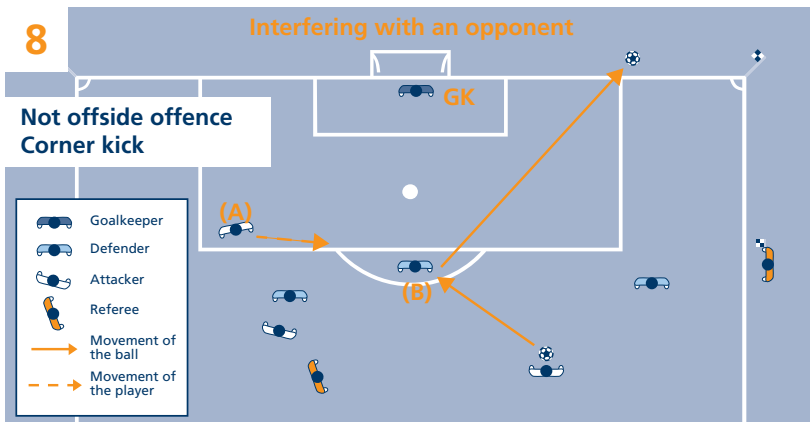 8
Interfering with an opponent
GK
Not offside offence
Corner kick
(A)
(B)
Goalkeeper
Defender
Attacker
Referee
Movement of
the ball
Movement of
the player